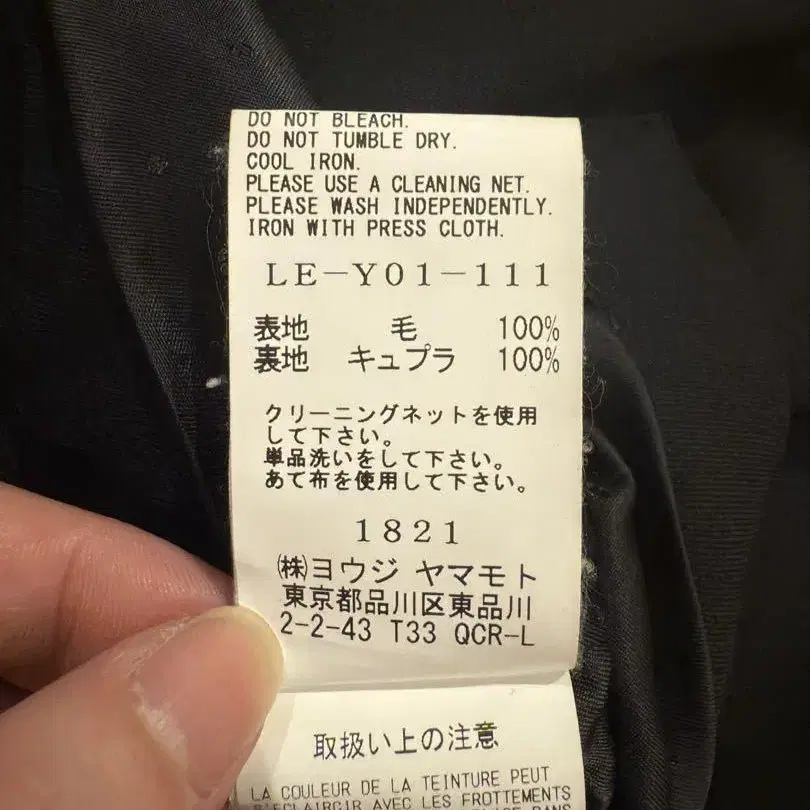 DO NOT BLEACH.
DO NOT TUMBLE DRY.
COOL IRON.
PLEASE USE A CLEANING NET.
PLEASE WASH INDEPENDENTLY.
IRON WITH PRESS CLOTH.
LE-Y01-111
表地 毛 100%
裏地 キュプラ 100%
クリーニングネットを使用
して下さい。
単品洗いをして下さい。
あて布を使用して下さい。
1821
㈱ヨウジ ヤマモト
東京都品川区東品川
2-2-43 T33 QCR-L
取扱い上の注意
LA COULEUR DE LA TEINTURE PEUT
S'ECLAIRCIR AVEC LES FROTTEMENTS